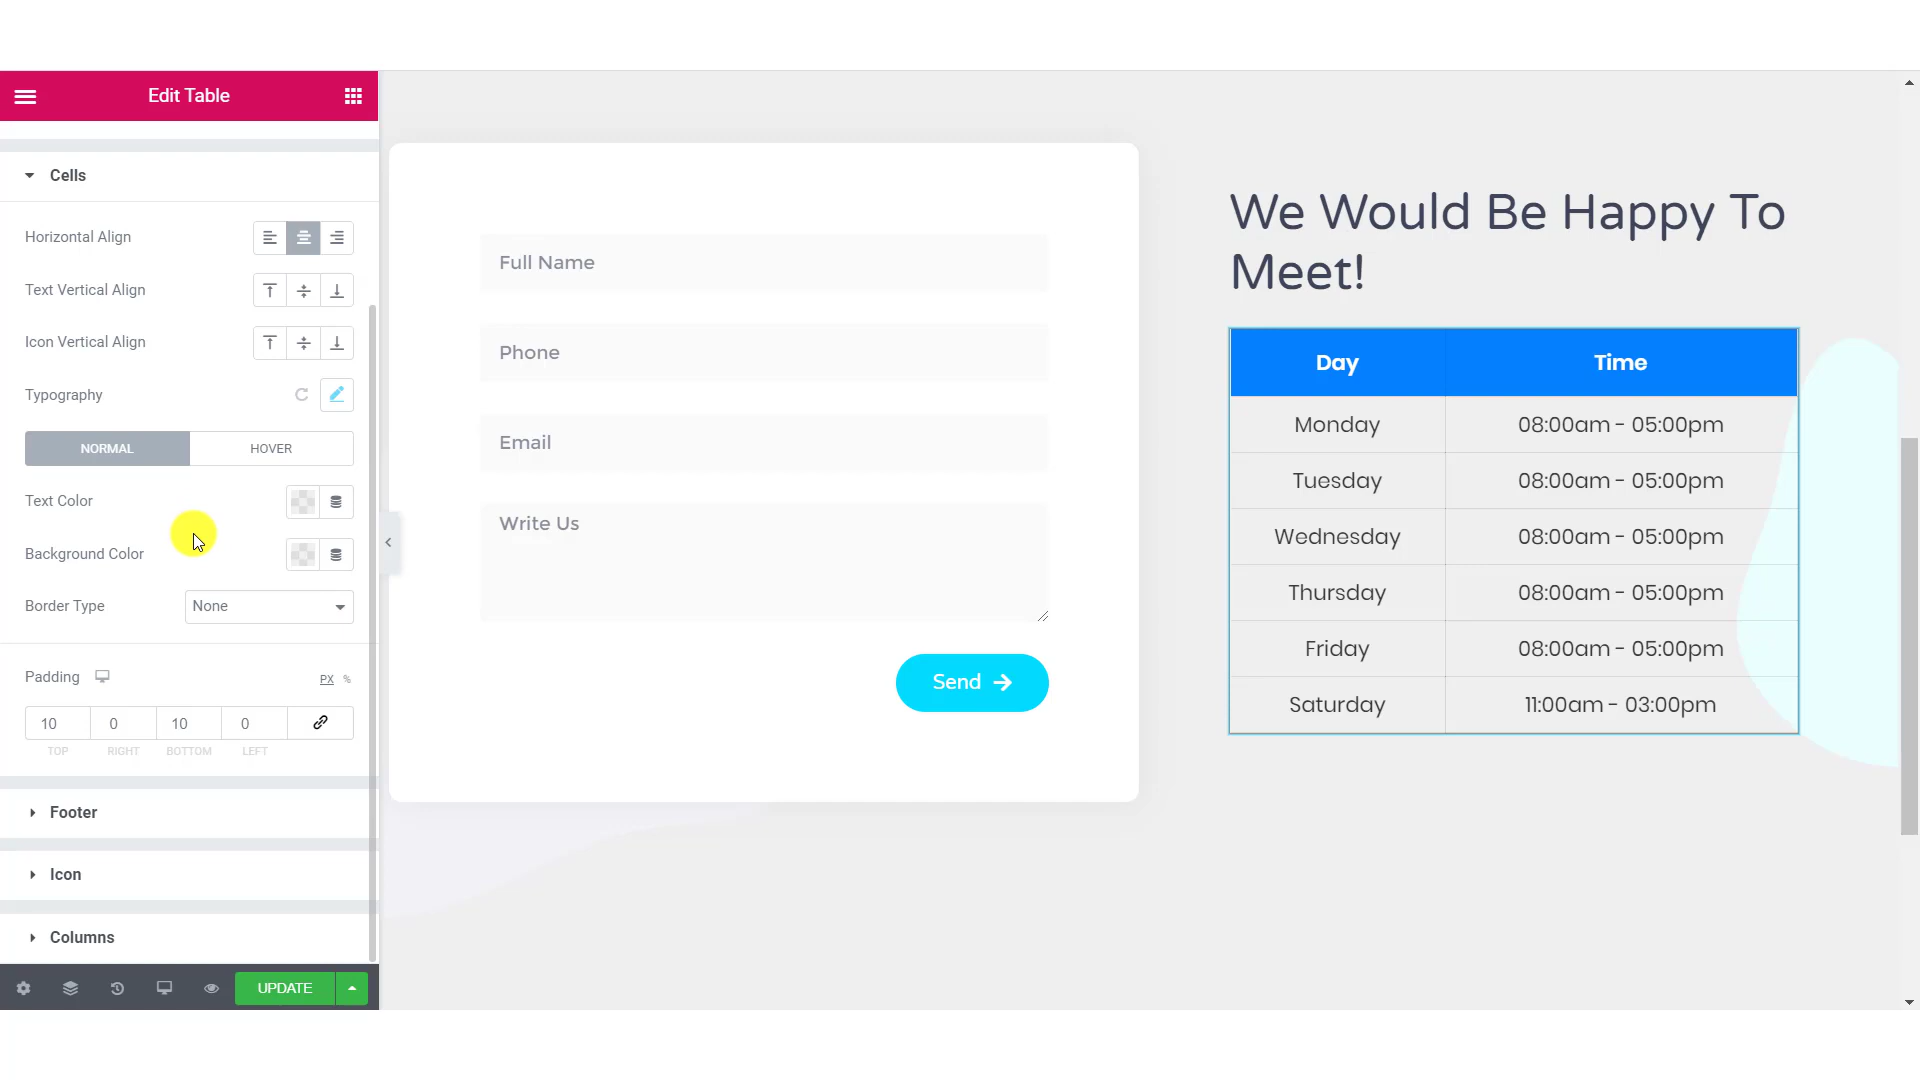 Edit Table
Cells
Horizontal Align
Text Vertical Align
Icon Vertical Align
Typography
NORMAL HOVER
Text Color
Background Color
Border Type None
Padding PX %
10 0 10 0
TOP RIGHT BOTTOM LEFT
Footer
Icon
Columns
UPDATE
Full Name
Phone
Email
Write Us
Send
We Would Be Happy To
Meet!
Day Time
Monday 08:00am - 05:00pm
Tuesday 08:00am - 05:00pm
Wednesday 08:00am - 05:00pm
Thursday 08:00am - 05:00pm
Friday 08:00am - 05:00pm
Saturday 11:00am - 03:00pm